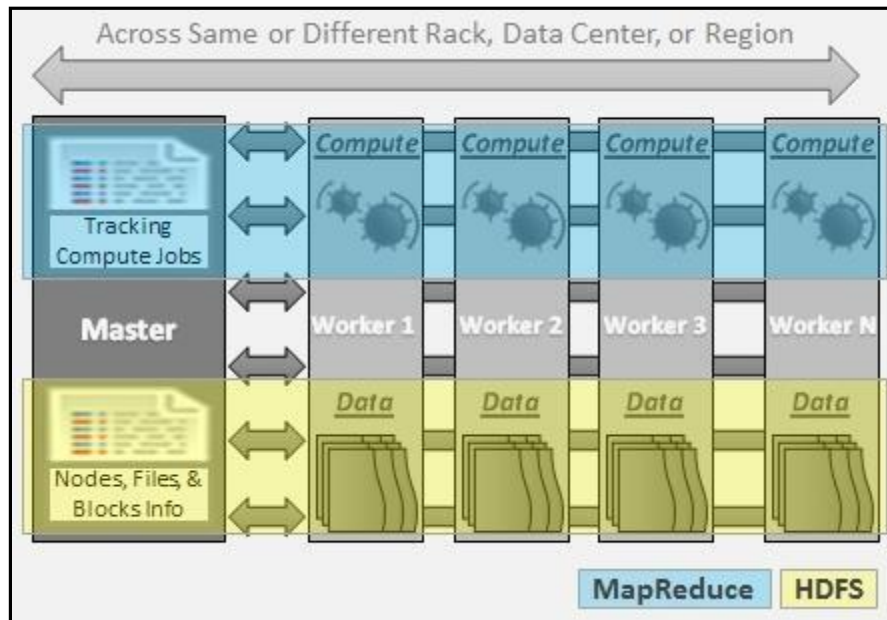 Across Same or Different Rack, Data Center, or Region
Compute Compute Compute Compute
Tracking
Compute Jobs
Master Worker 1 Worker 2 Worker 3 Worker N
Data Data Data Data
Nodes, Files, &
Blocks Info
MapReduce HDFS